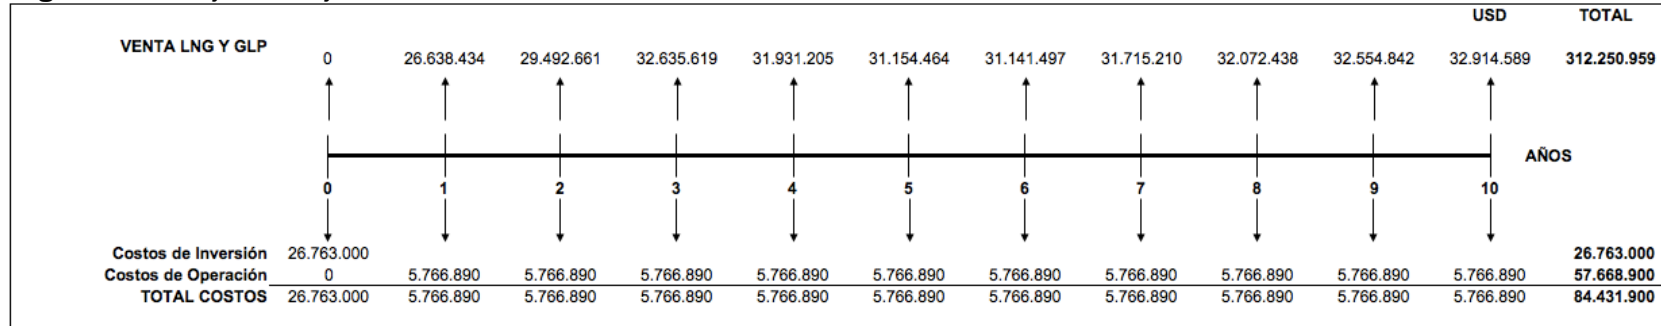 USD TOTAL
VENTA LNG Y GLP
0 26.638.434 29.492.661 32.635.619 31.931.205 31.154.464 31.141.497 31.715.210 32.072.438 32.554.842 32.914.589 312.250.959
AÑOS
0 1 2 3 4 5 6 7 8 9 10
Costos de Inversión 26.763.000 26.763.000
Costos de Operación 0 5.766.890 5.766.890 5.766.890 5.766.890 5.766.890 5.766.890 5.766.890 5.766.890 5.766.890 5.766.890 57.668.900
TOTAL COSTOS 26.763.000 5.766.890 5.766.890 5.766.890 5.766.890 5.766.890 5.766.890 5.766.890 5.766.890 5.766.890 5.766.890 84.431.900